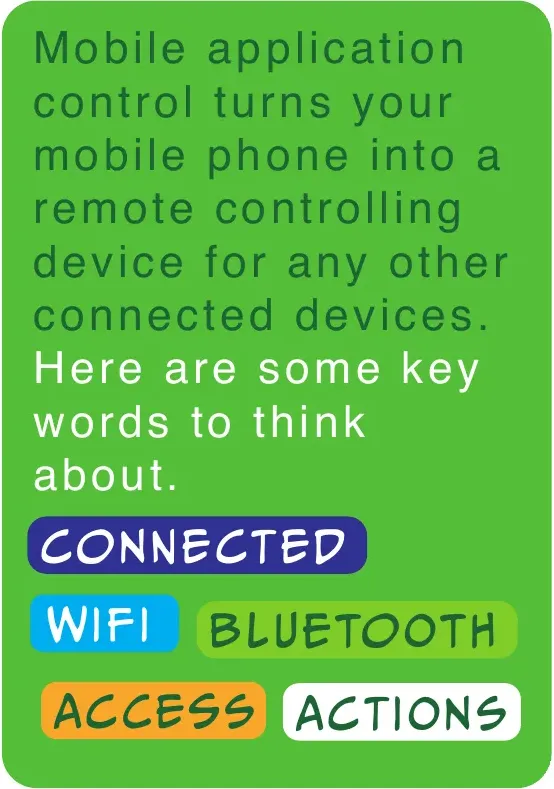 Mobile application
control turns your
mobile phone into a
remote controlling
device for any other
connected devices.
Here are some key
words to think
about.
CONNECTED
WIFI BLUETOOTH
ACCESS ACTIONS